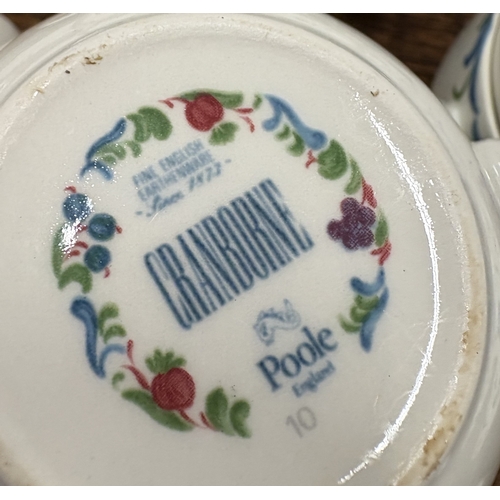 FINE ENGLISH
EARTHENWARE
- Since 1873 -
CRANBORNE
Poole
England
10